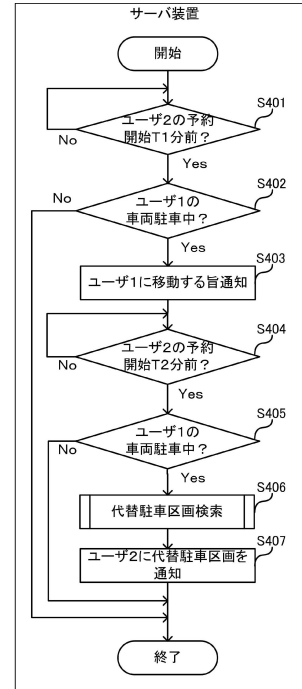 サーバ装置
開始
S401
ユーザ2の予約
開始T1分前？
No
Yes
S402
No
ユーザ1の
車両駐車中？
Yes
S403
ユーザ1に移動する旨通知
S404
ユーザ2の予約
開始T2分前？
No
Yes
S405
ユーザ1の
車両駐車中？
No
Yes
S406
代替駐車区画検索
S407
ユーザ2に代替駐車区画を
通知
終了